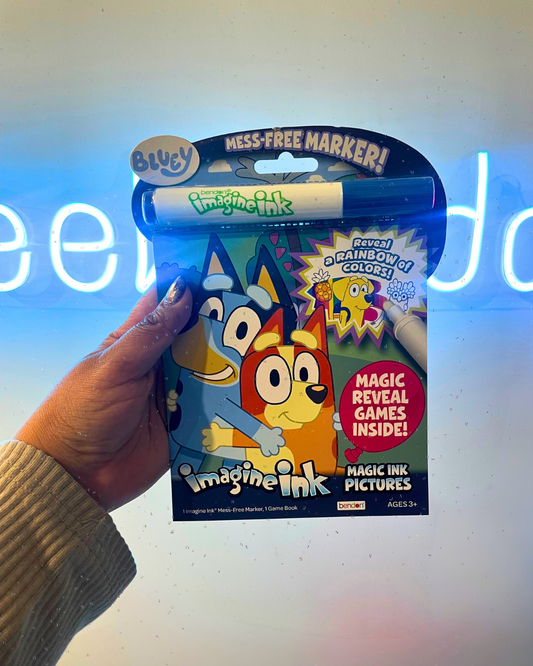 BLUEY
MESS-FREE MARKER!
bendon
imagine ink
Reveal
a RAINBOW of
COLORS!
MAGIC
REVEAL
GAMES
INSIDE!
imagine ink
MAGIC INK
PICTURES
1 Imagine Ink® Mess-Free Marker, 1 Game Book
bendon
AGES 3+